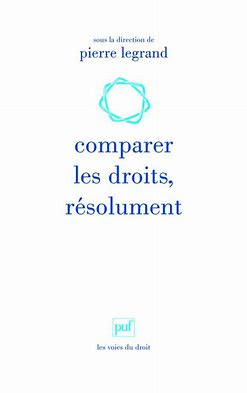 sous la direction de
pierre legrand
comparer
les droits,
résolument
puf
les voies du droit